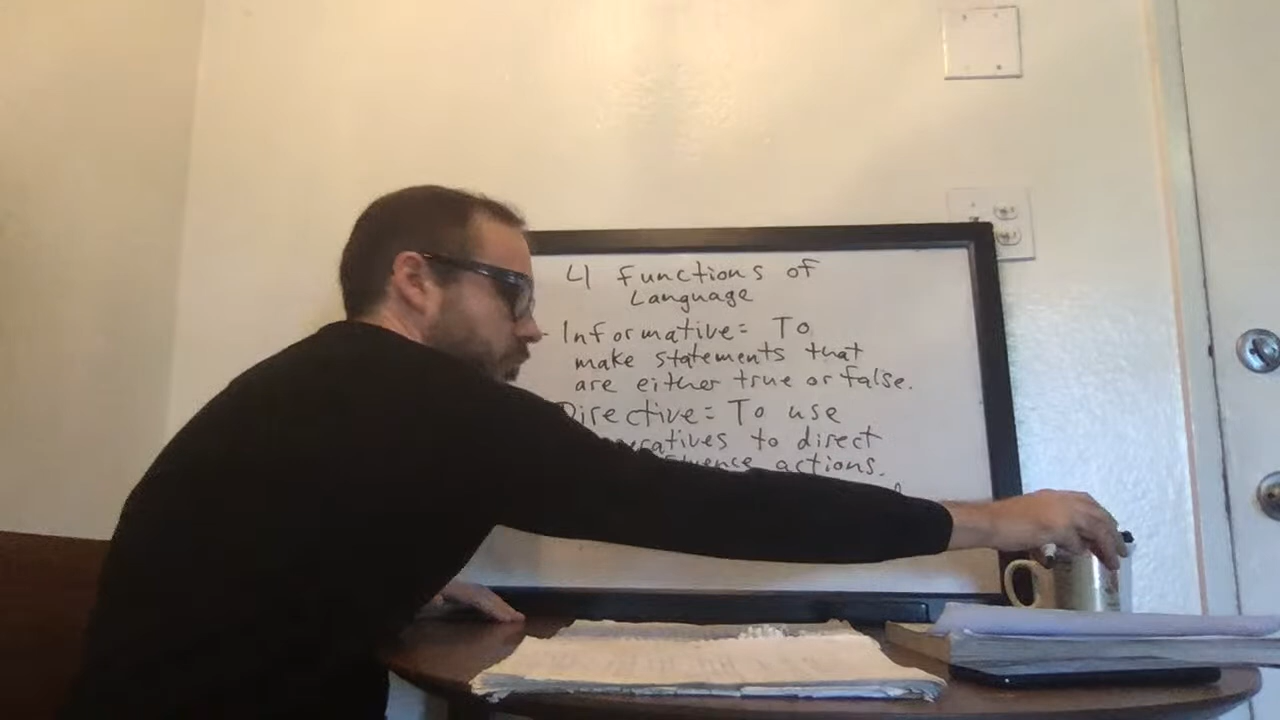 4 Functions of
Language
- Informative = To
make statements that
are either true or false.
Directive = To use
to direct
actions.